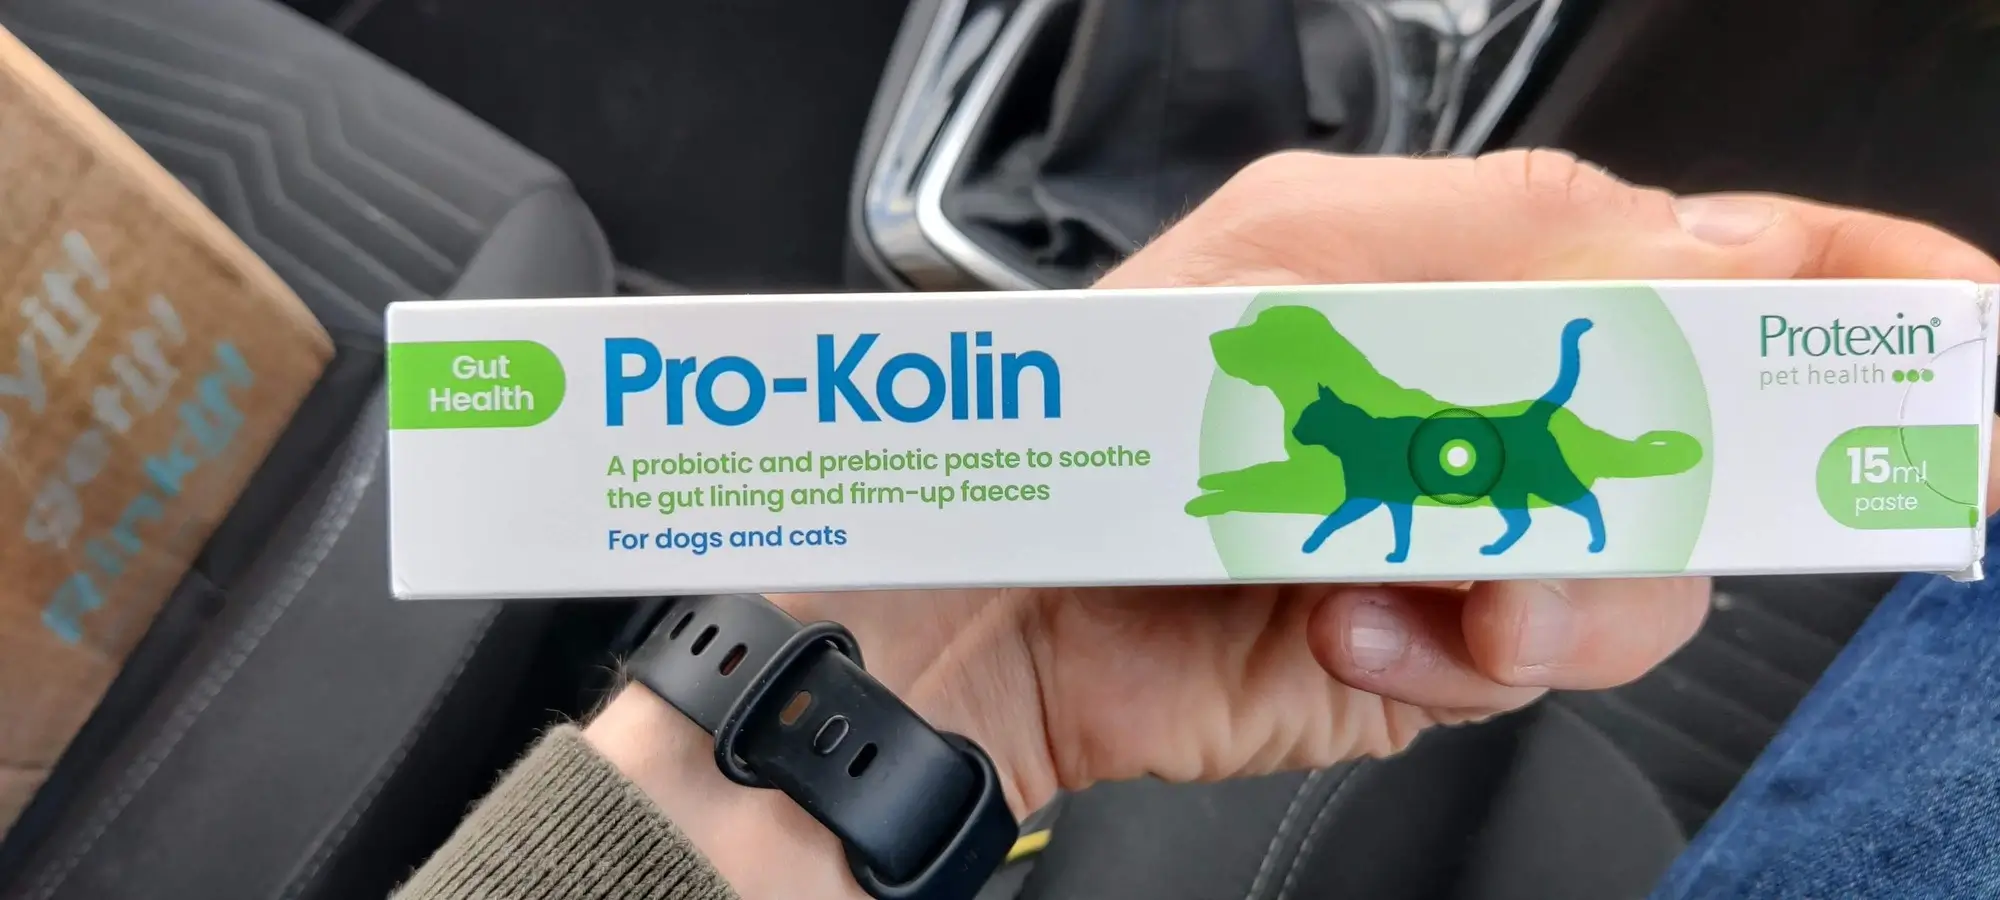 Gut
Health
Pro-Kolin
A probiotic and prebiotic paste to soothe
the gut lining and firm-up faeces
For dogs and cats
Protexin®
pet health
15ml
paste